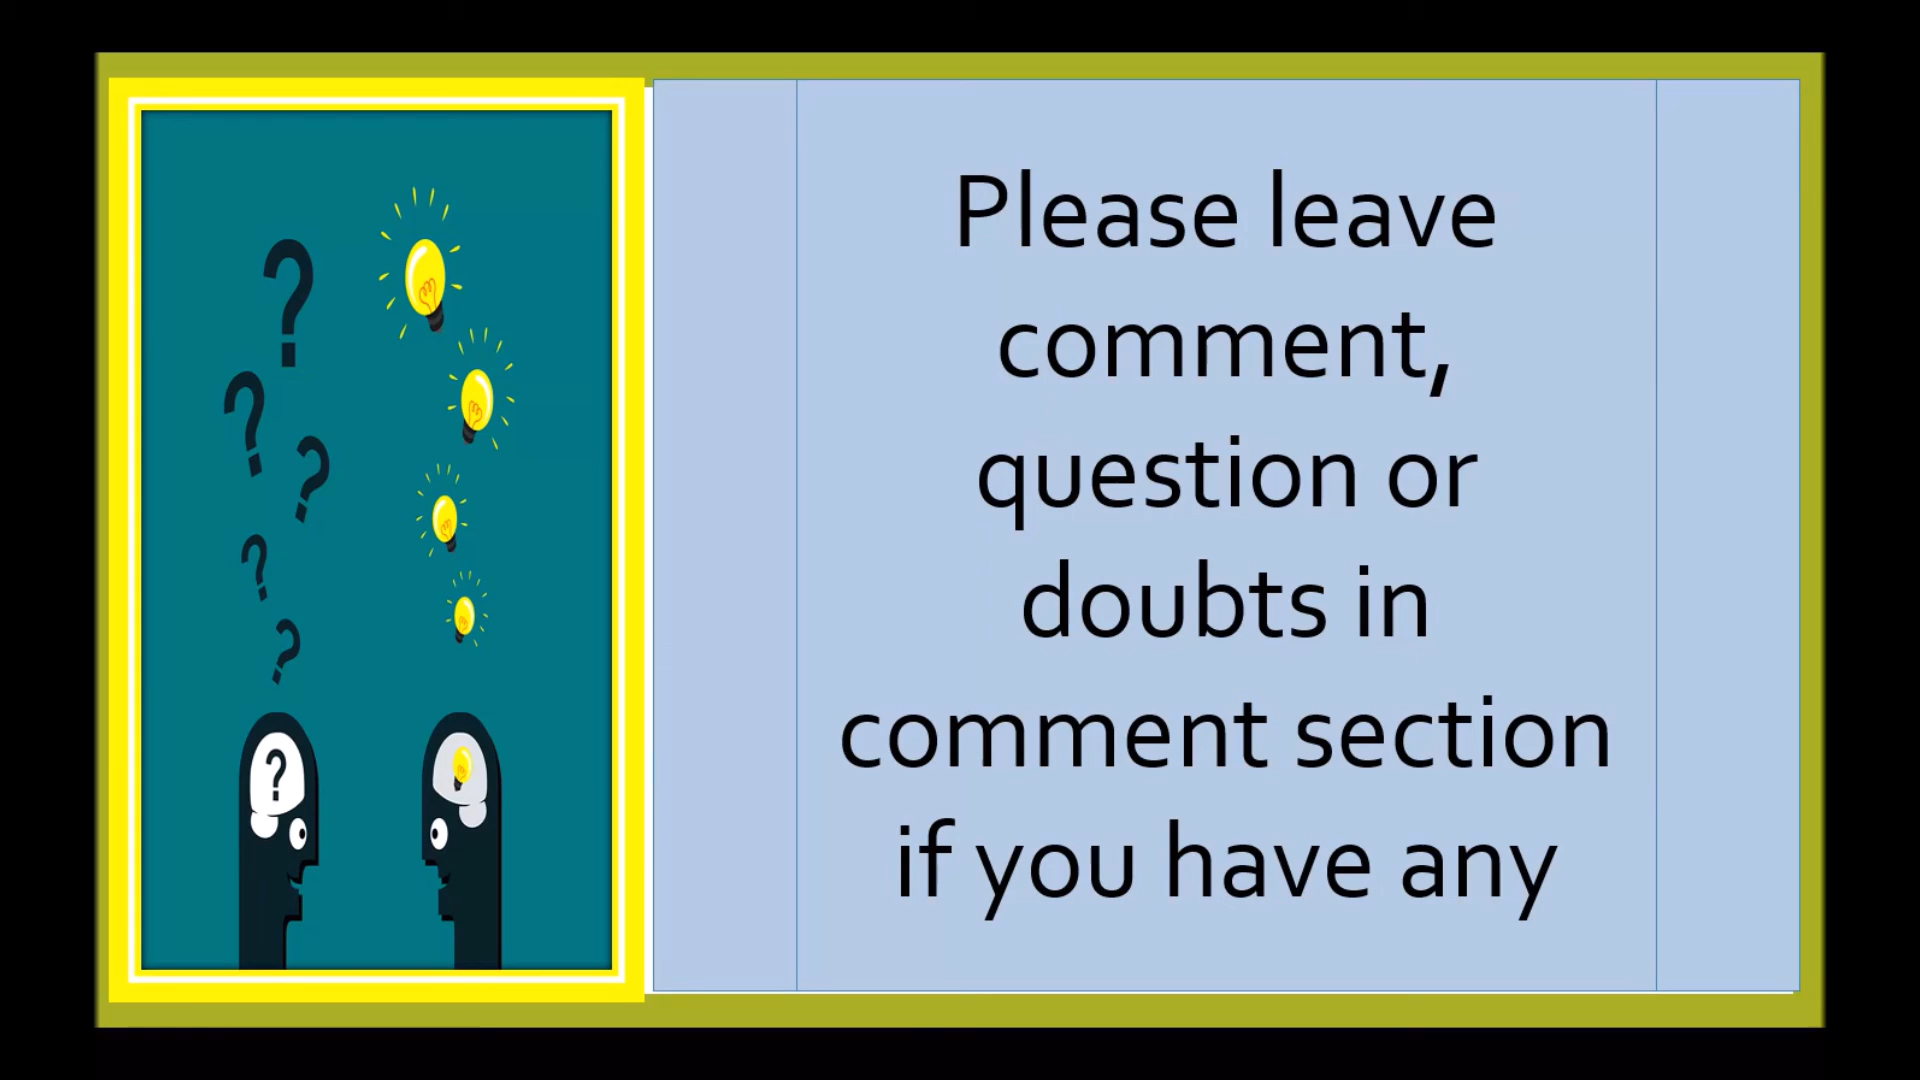 Please leave
comment,
question or
doubts in
comment section
if you have any